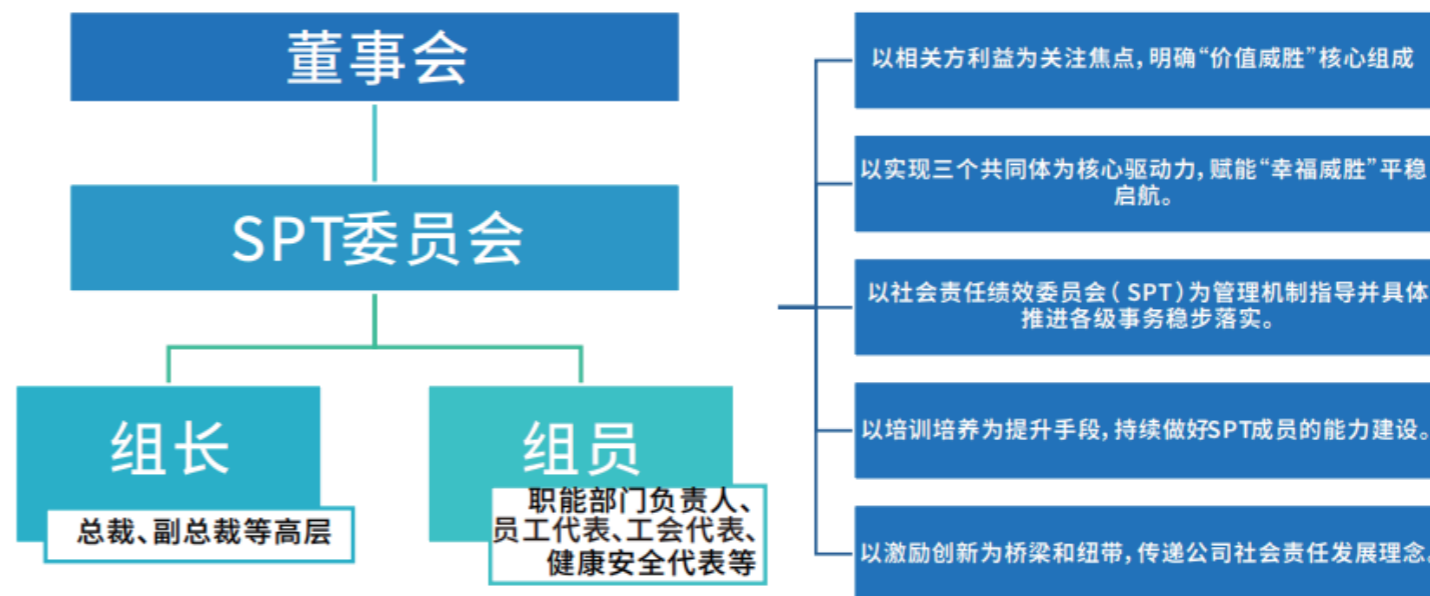 董事会
SPT委员会
组长
总裁、副总裁等高层
组员
职能部门负责人、
员工代表、工会代表、
健康安全代表等
以相关方利益为关注焦点,明确“价值威胜”核心组成
以实现三个共同体为核心驱动力,赋能“幸福威胜”平稳
启航。
以社会责任绩效委员会( SPT)为管理机制指导并具体
推进各级事务稳步落实。
以培训培养为提升手段,持续做好SPT成员的能力建设。
以激励创新为桥梁和纽带,传递公司社会责任发展理念。